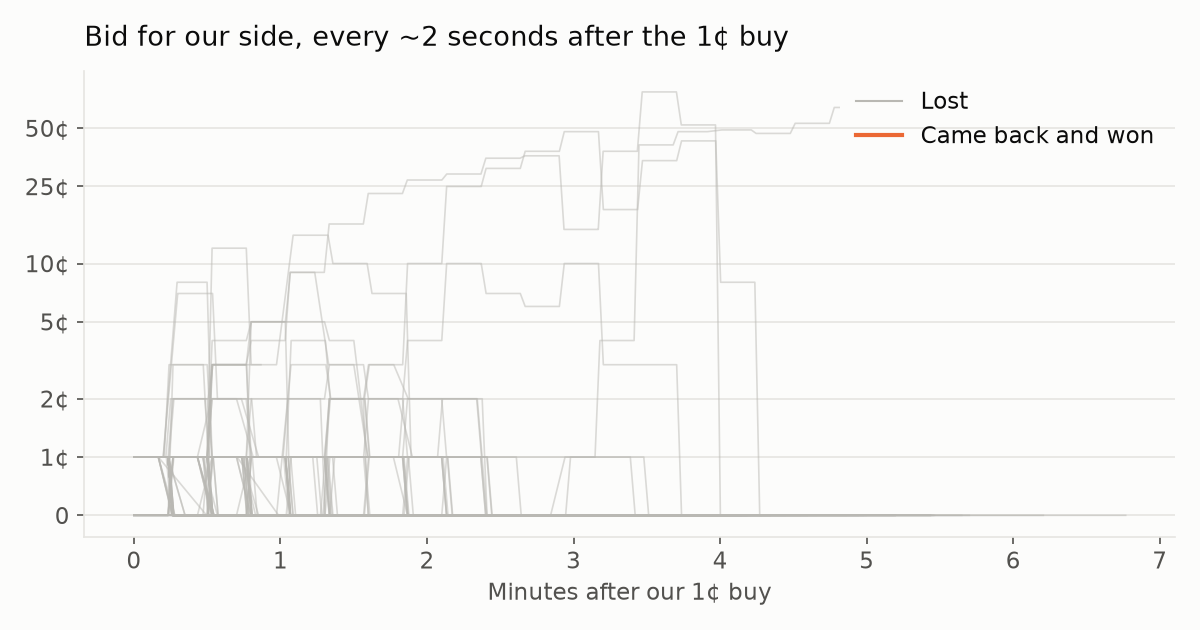 Bid for our side, every ~2 seconds after the 1¢ buy
Lost
Came back and won
50¢
25¢
10¢
5¢
2¢
1¢
0
0 1 2 3 4 5 6 7
Minutes after our 1¢ buy